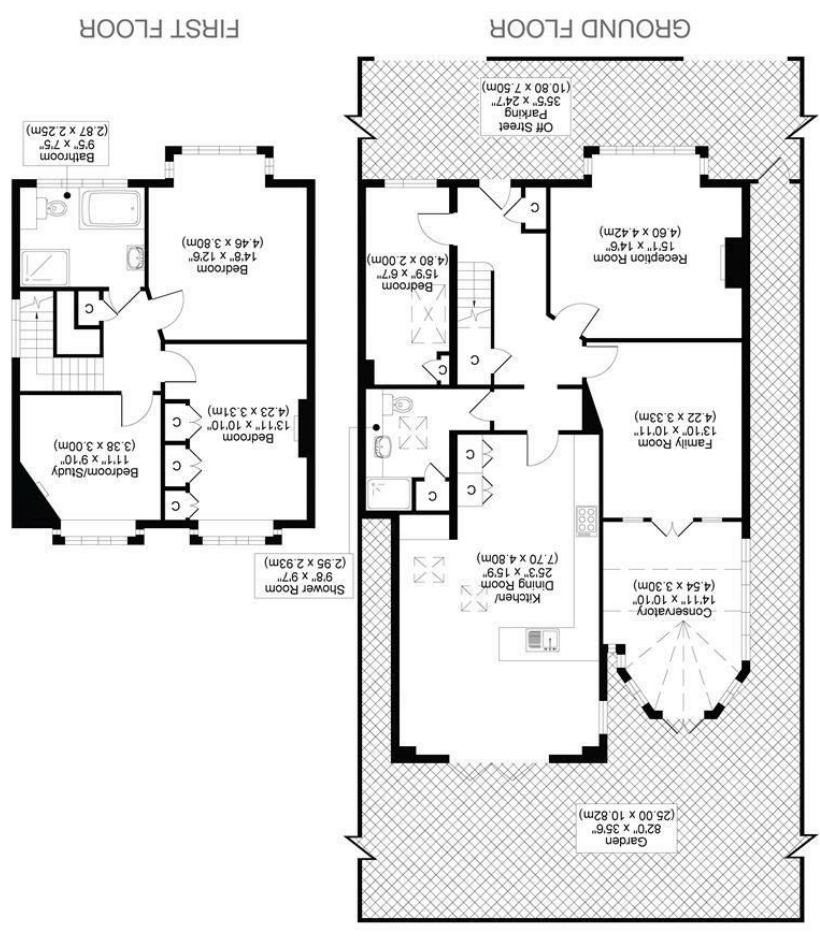 Garden
82'0" x 35'6"
(25.00 x 10.82m)
Conservatory
14'11" x 10'10"
(4.54 x 3.30m)
Kitchen/
Dining Room
25'3" x 15'9"
(7.70 x 4.80m)
C
C
C
Shower Room
9'8" x 9'7"
(2.95 x 2.93m)
Family Room
13'10" x 10'11"
(4.22 x 3.33m)
C
C
Bedroom
15'9" x 6'7"
(4.80 x 2.00m)
Reception Room
15'1" x 14'6"
(4.60 x 4.42m)
C
Off Street
Parking
35'5" x 24'7"
(10.80 x 7.50m)
GROUND FLOOR
C
C
C
Bedroom
13'11" x 10'10"
(4.23 x 3.31m)
Bedroom/Study
11'1" x 9'10"
(3.38 x 3.00m)
C
Bedroom
14'8" x 12'6"
(4.46 x 3.80m)
Bathroom
9'5" x 7'5"
(2.87 x 2.25m)
FIRST FLOOR